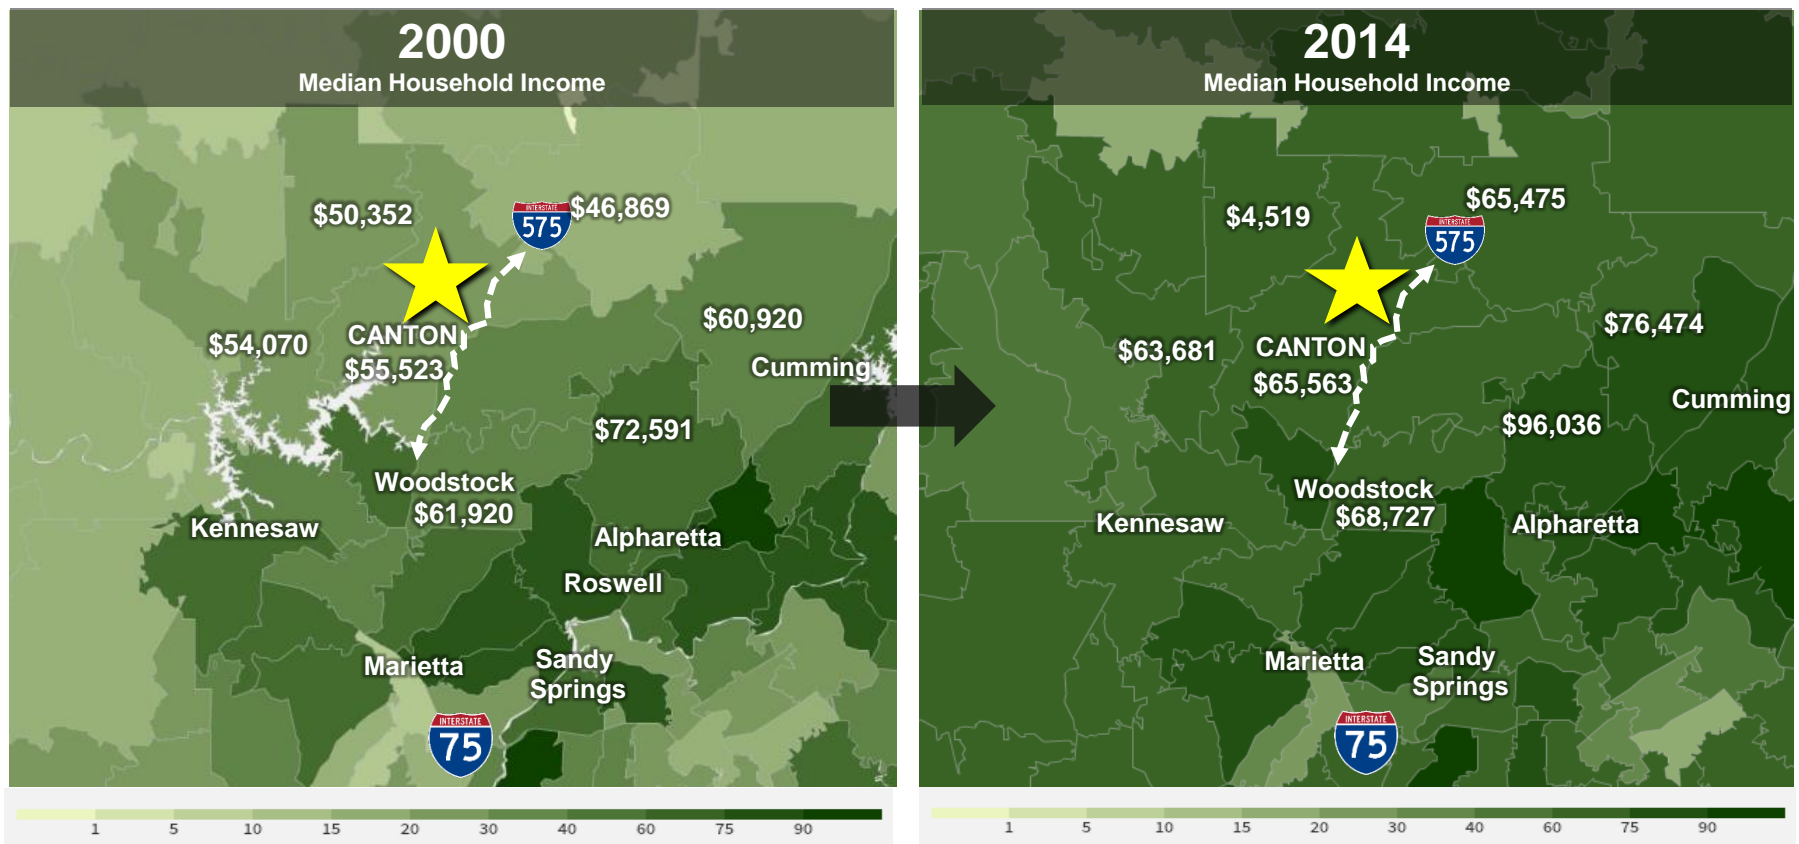 2000
Median Household Income
$50,352
INTERSTATE
575
$46,869
$60,920
CANTON
$55,523
$54,070
Cumming
$72,591
Woodstock
$61,920
Kennesaw
Alpharetta
Roswell
Marietta
Sandy
Springs
INTERSTATE
75
1 5 10 15 20 30 40 60 75 90
2014
Median Household Income
$4,519
$65,475
INTERSTATE
575
$76,474
CANTON
$65,563
$63,681
Cumming
$96,036
Woodstock
$68,727
Kennesaw
Alpharetta
Marietta
Sandy
Springs
INTERSTATE
75
1 5 10 15 20 30 40 60 75 90